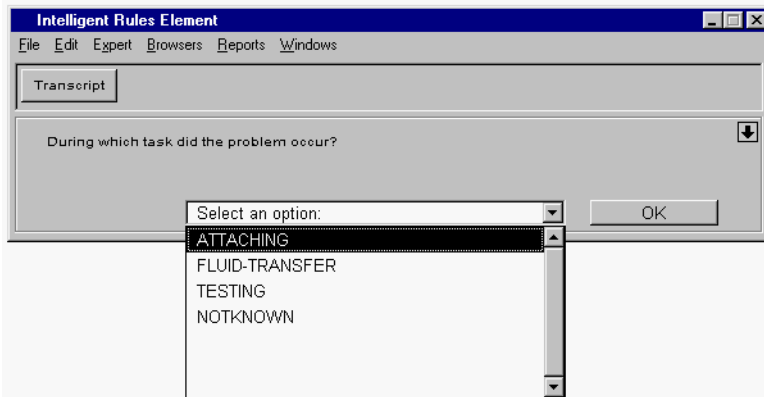 Intelligent Rules Element
File Edit Expert Browsers Reports Windows
Transcript
During which task did the problem occur?
Select an option: OK
ATTACHING
FLUID-TRANSFER
TESTING
NOTKNOWN